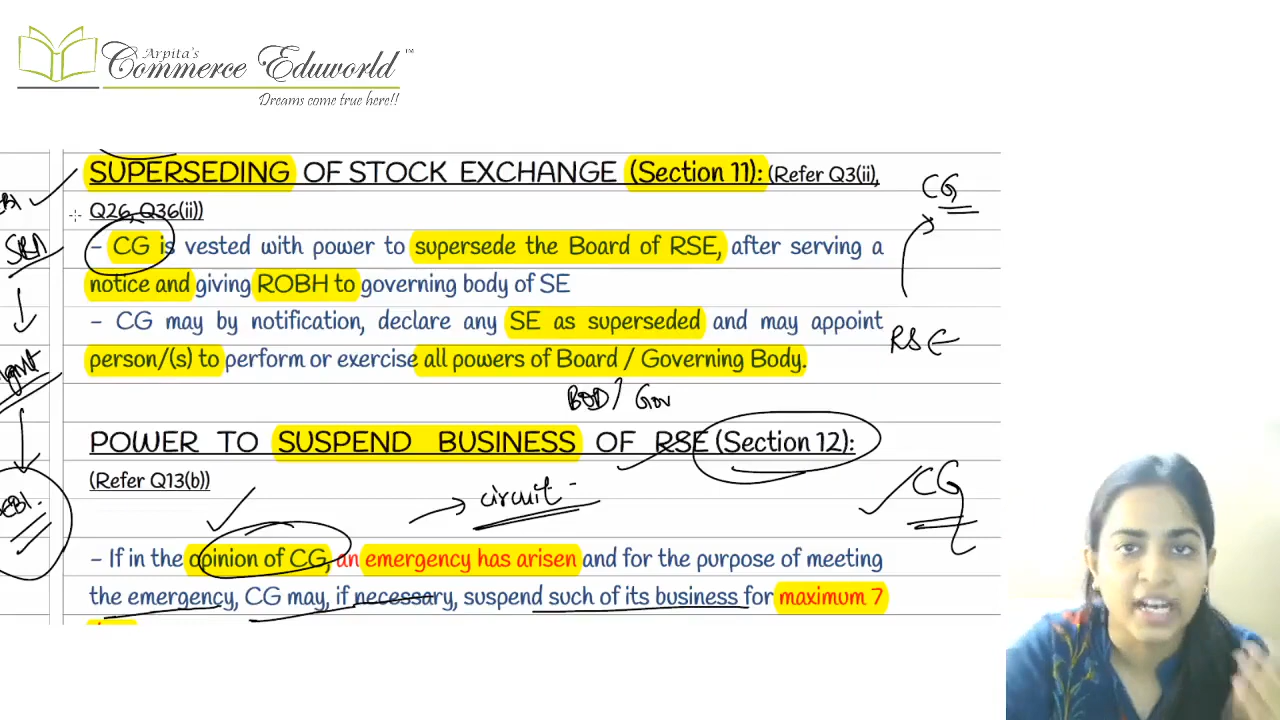 Arpita's
Commerce Eduworld™
Dreams come true here!!
SUPERSEDING OF STOCK EXCHANGE (Section 11): (Refer Q3(ii),
Q26, Q36(ii))
– CG is vested with power to supersede the Board of RSE, after serving a
notice and giving ROBH to governing body of SE
– CG may by notification, declare any SE as superseded and may appoint
person/(s) to perform or exercise all powers of Board / Governing Body.
BOD/ Gov
CG
RSE
POWER TO SUSPEND BUSINESS OF RSE (Section 12):
(Refer Q13(b))
circuit
CG
– If in the opinion of CG, an emergency has arisen and for the purpose of meeting
the emergency, CG may, if necessary, suspend such of its business for maximum 7